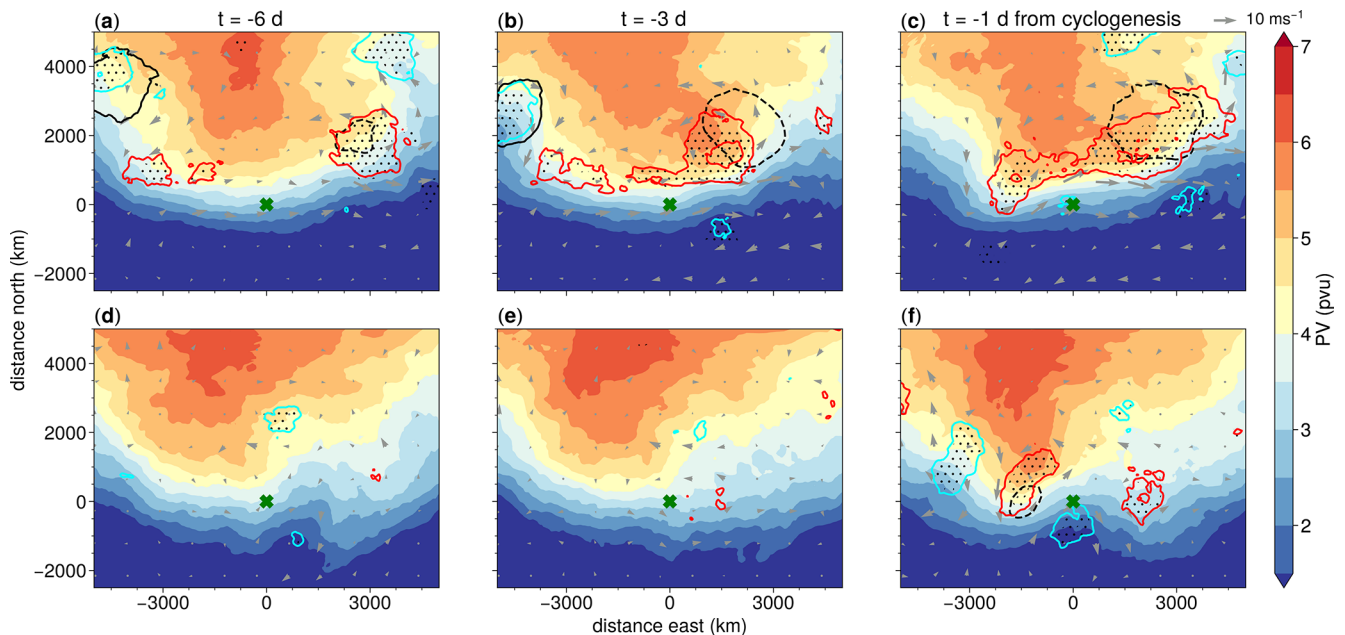 (a) t = -6 d
(b) t = -3 d
(c) t = -1 d from cyclogenesis
10 ms⁻¹
4000
2000
0
−2000
7
6
5
4
3
2
PV (pvu)
distance north (km)
(d)
(e)
(f)
4000
2000
0
−2000
−3000 0 3000
−3000 0 3000
−3000 0 3000
distance east (km)